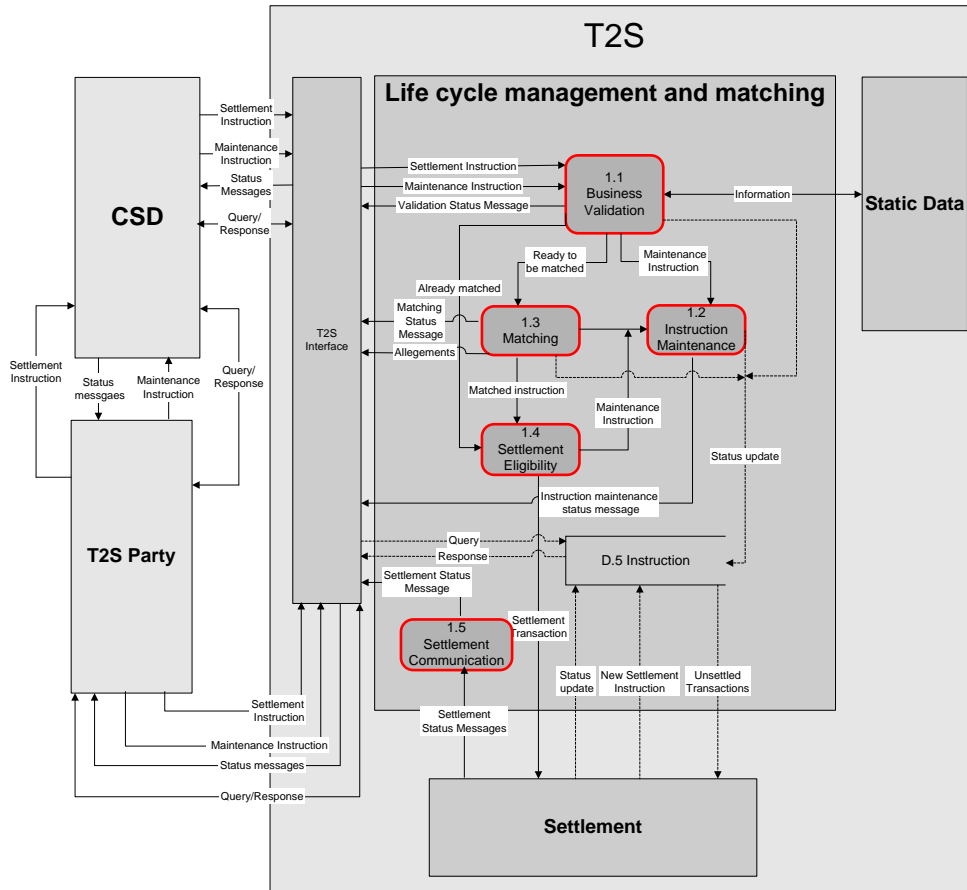 T2S
Life cycle management and matching
Settlement
Instruction
Maintenance
Instruction
Status
Messages
Query/
Response
CSD
Settlement Instruction
Maintenance Instruction
Validation Status Message
1.1
Business
Validation
Information
Static Data
Ready to
be matched
Maintenance
Instruction
Already matched
Matching
Status
Message
Allegements
1.3
Matching
1.2
Instruction
Maintenance
T2S
Interface
Settlement
Instruction
Status
messgaes
Maintenance
Instruction
Query/
Response
Matched instruction
Maintenance
Instruction
1.4
Settlement
Eligibility
Status update
Instruction maintenance
status message
T2S Party
Query
Response
D.5 Instruction
Settlement Status
Message
1.5
Settlement
Communication
Settlement
Transaction
Status
update
New Settlement
Instruction
Unsettled
Transactions
Settlement
Instruction
Maintenance Instruction
Status messages
Query/Response
Settlement
Status Messages
Settlement